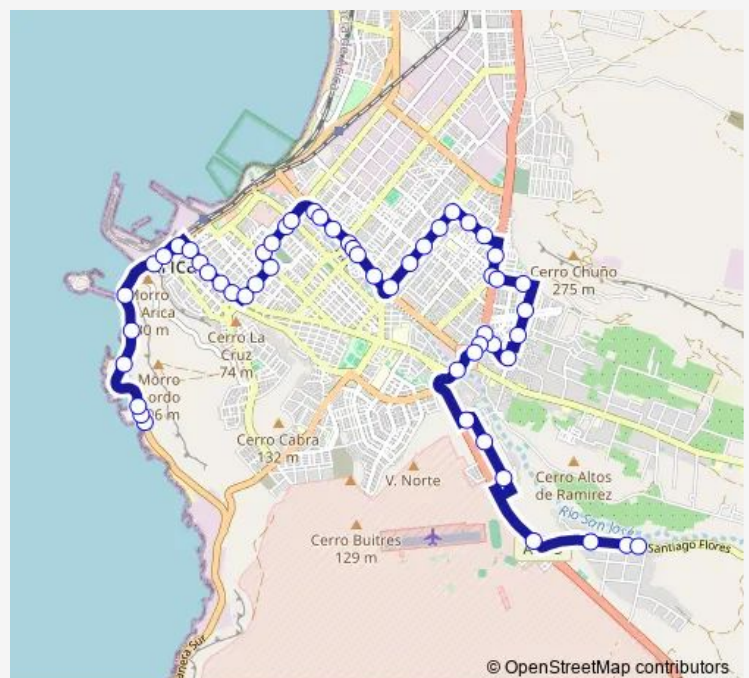 Cerro Chuño
275 m
Morro
Arica
Cerro La
Cruz
74 m
Morro
Cerro Cabra
132 m
V. Norte
Cerro Altos
de Ramírez
Río San José
Cerro Buitres
129 m
Santiago Flores
© OpenStreetMap contributors